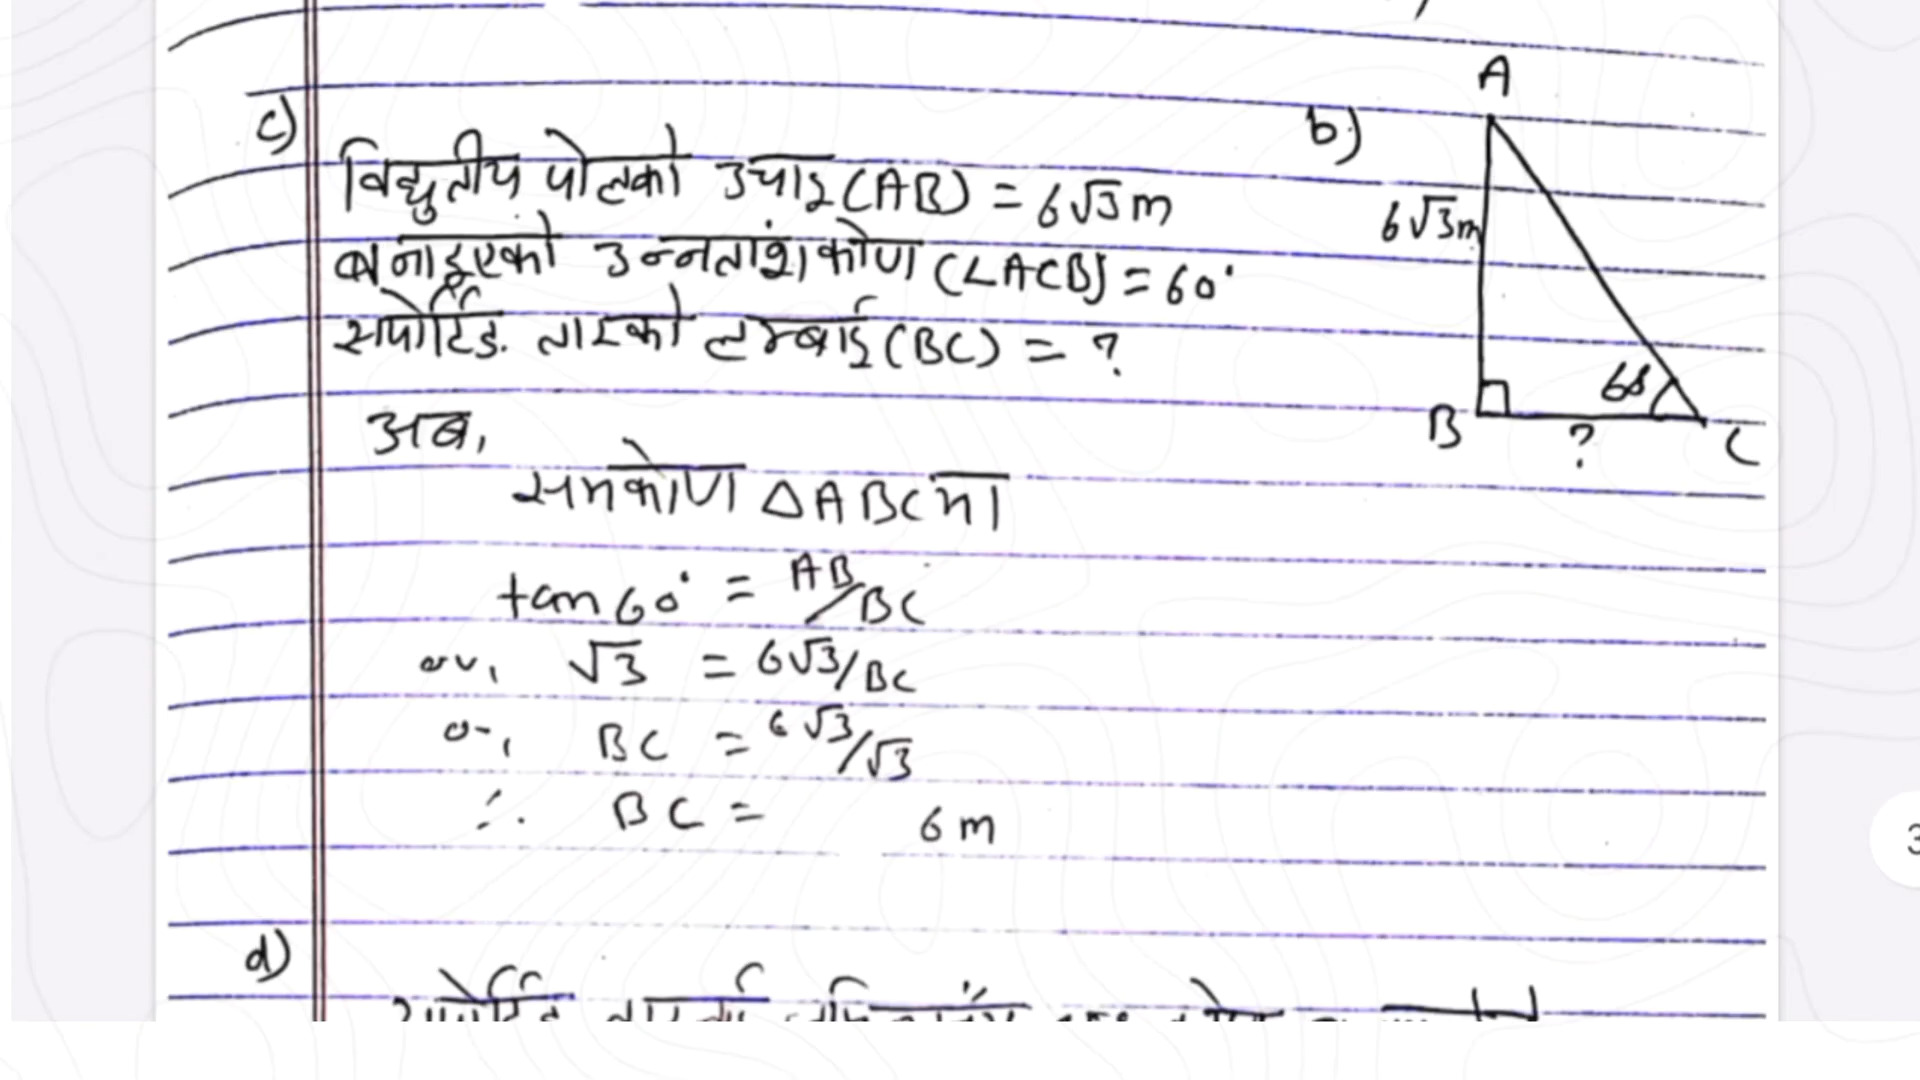 c)
विद्युतीय पोलको उचाइ (AB) = 6√3 m
बनाइएको उन्नतांश कोण (∠ACB) = 60°
सपोर्टिङ तारको लम्बाई (BC) = ?
अब,
समकोण △ABC मा
tan 60° = AB/BC
or, √3 = 6√3/BC
or, BC = 6√3/√3
∴ BC = 6 m
b)
A
6√3m
60°
B
?
C
d)
3